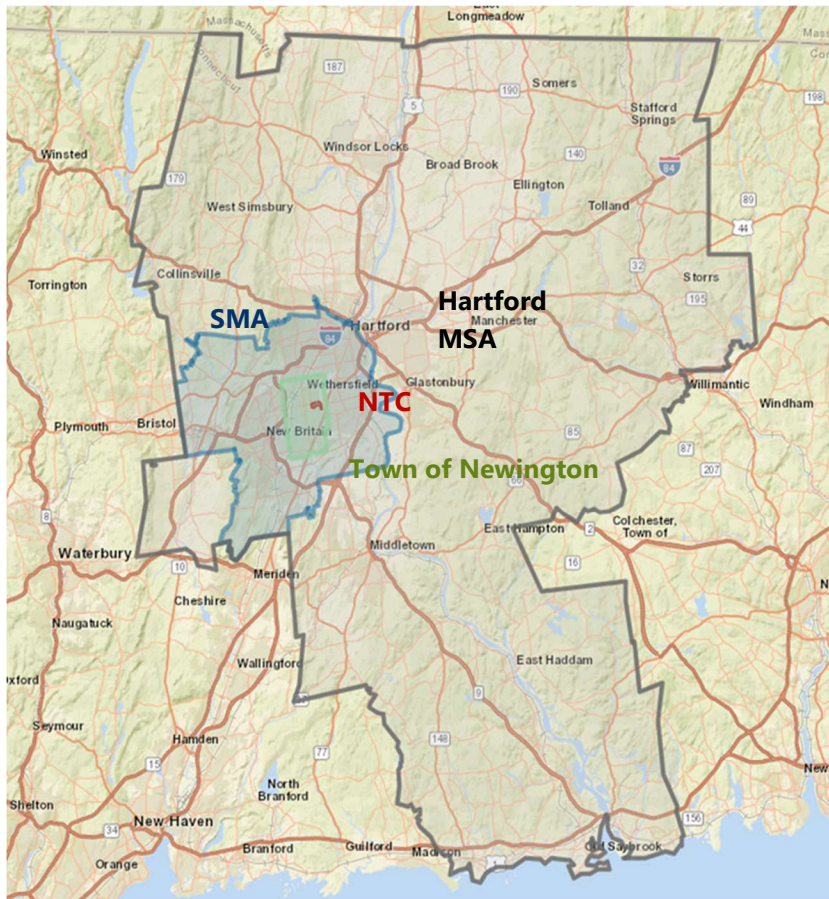 East
Longmeadow
Massachusetts
Connecticut
Mass
Con
187
5
190
Somers
198
Stafford
Springs
Windsor Locks
Winsted
Broad Brook
140
84
179
Ellington
89
West Simsbury
Tolland
44
32
Collinsville
Storrs
Torrington
195
Hartford
MSA
SMA
Manchester
Hartford
84
Wethersfield
Glastonbury
Willimantic
NTC
Windham
Plymouth
Bristol
New Britain
85
87
Town of Newington
207
66
8
East Hampton
2
Colchester,
Town of
Waterbury
Middletown
10
16
Meriden
Cheshire
Naugatuck
Wallingford
East Haddam
Oxford
9
Seymour
Hamden
148
77
15
New
North
Branford
Shelton
New Haven
156
34
Branford
Guilford
Madison
Old Saybrook
1
Orange